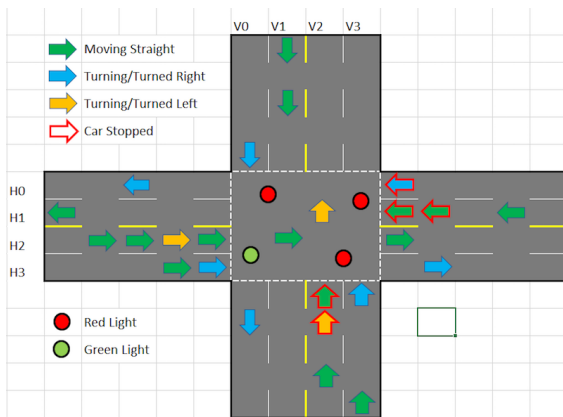 V0 V1 V2 V3
Moving Straight
Turning/Turned Right
Turning/Turned Left
Car Stopped
H0
H1
H2
H3
Red Light
Green Light